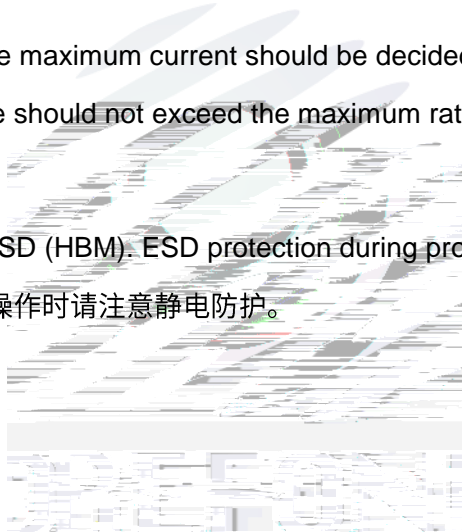 e maximum current should be decided
e should not exceed the maximum rat
SD (HBM). ESD protection during pro
操作时请注意静电防护。